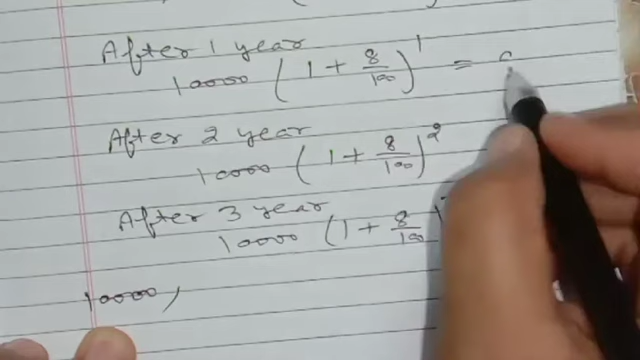 After 1 year
10000 ( 1 + 8/100 )^1 =
After 2 year
10000 ( 1 + 8/100 )^2
After 3 year
10000 ( 1 + 8/100
10000,